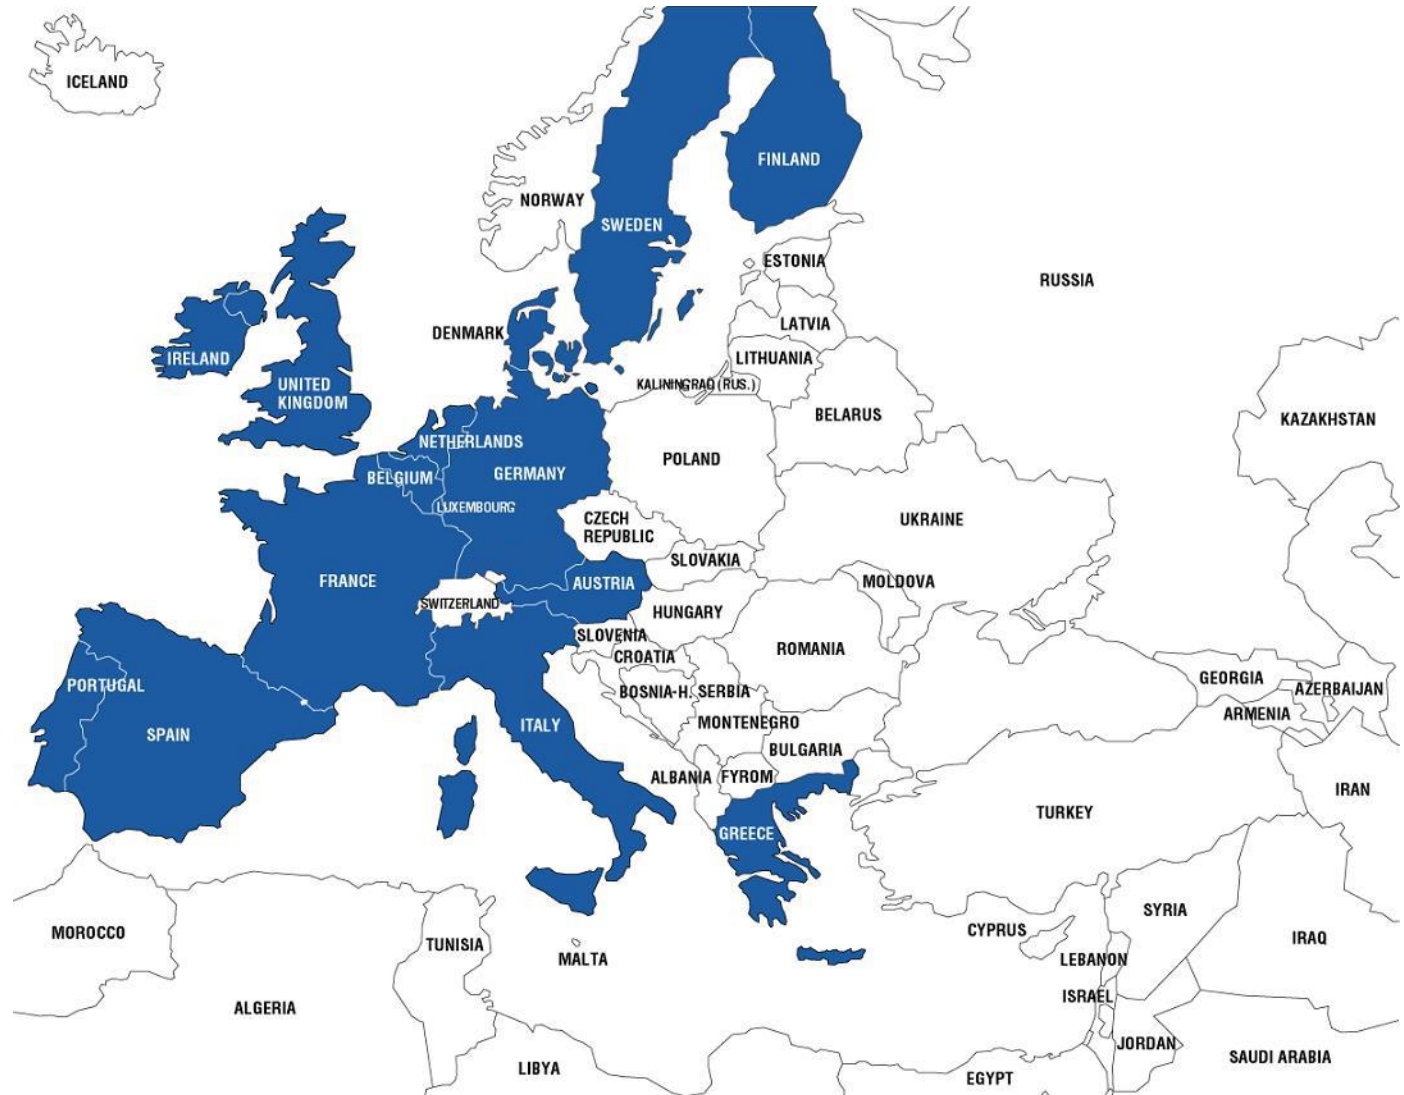 ICELAND
FINLAND
NORWAY
SWEDEN
ESTONIA
RUSSIA
LATVIA
DENMARK
IRELAND
LITHUANIA
UNITED
KINGDOM
KALININGRAD (RUS.)
BELARUS
KAZAKHSTAN
NETHERLANDS
POLAND
BELGIUM
GERMANY
LUXEMBOURG
CZECH
REPUBLIC
UKRAINE
SLOVAKIA
FRANCE
AUSTRIA
MOLDOVA
SWITZERLAND
HUNGARY
SLOVENIA
CROATIA
ROMANIA
PORTUGAL
BOSNIA-H.
SERBIA
GEORGIA
AZERBAIJAN
SPAIN
ITALY
MONTENEGRO
ARMENIA
BULGARIA
ALBANIA
FYROM
IRAN
TURKEY
GREECE
SYRIA
MOROCCO
TUNISIA
CYPRUS
IRAQ
MALTA
LEBANON
ISRAEL
ALGERIA
JORDAN
SAUDI ARABIA
LIBYA
EGYPT